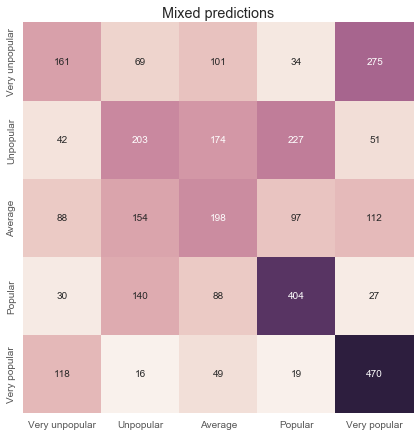 Mixed predictions
Very unpopular 161 69 101 34 275
Unpopular 42 203 174 227 51
Average 88 154 198 97 112
Popular 30 140 88 404 27
Very popular 118 16 49 19 470
Very unpopular Unpopular Average Popular Very popular